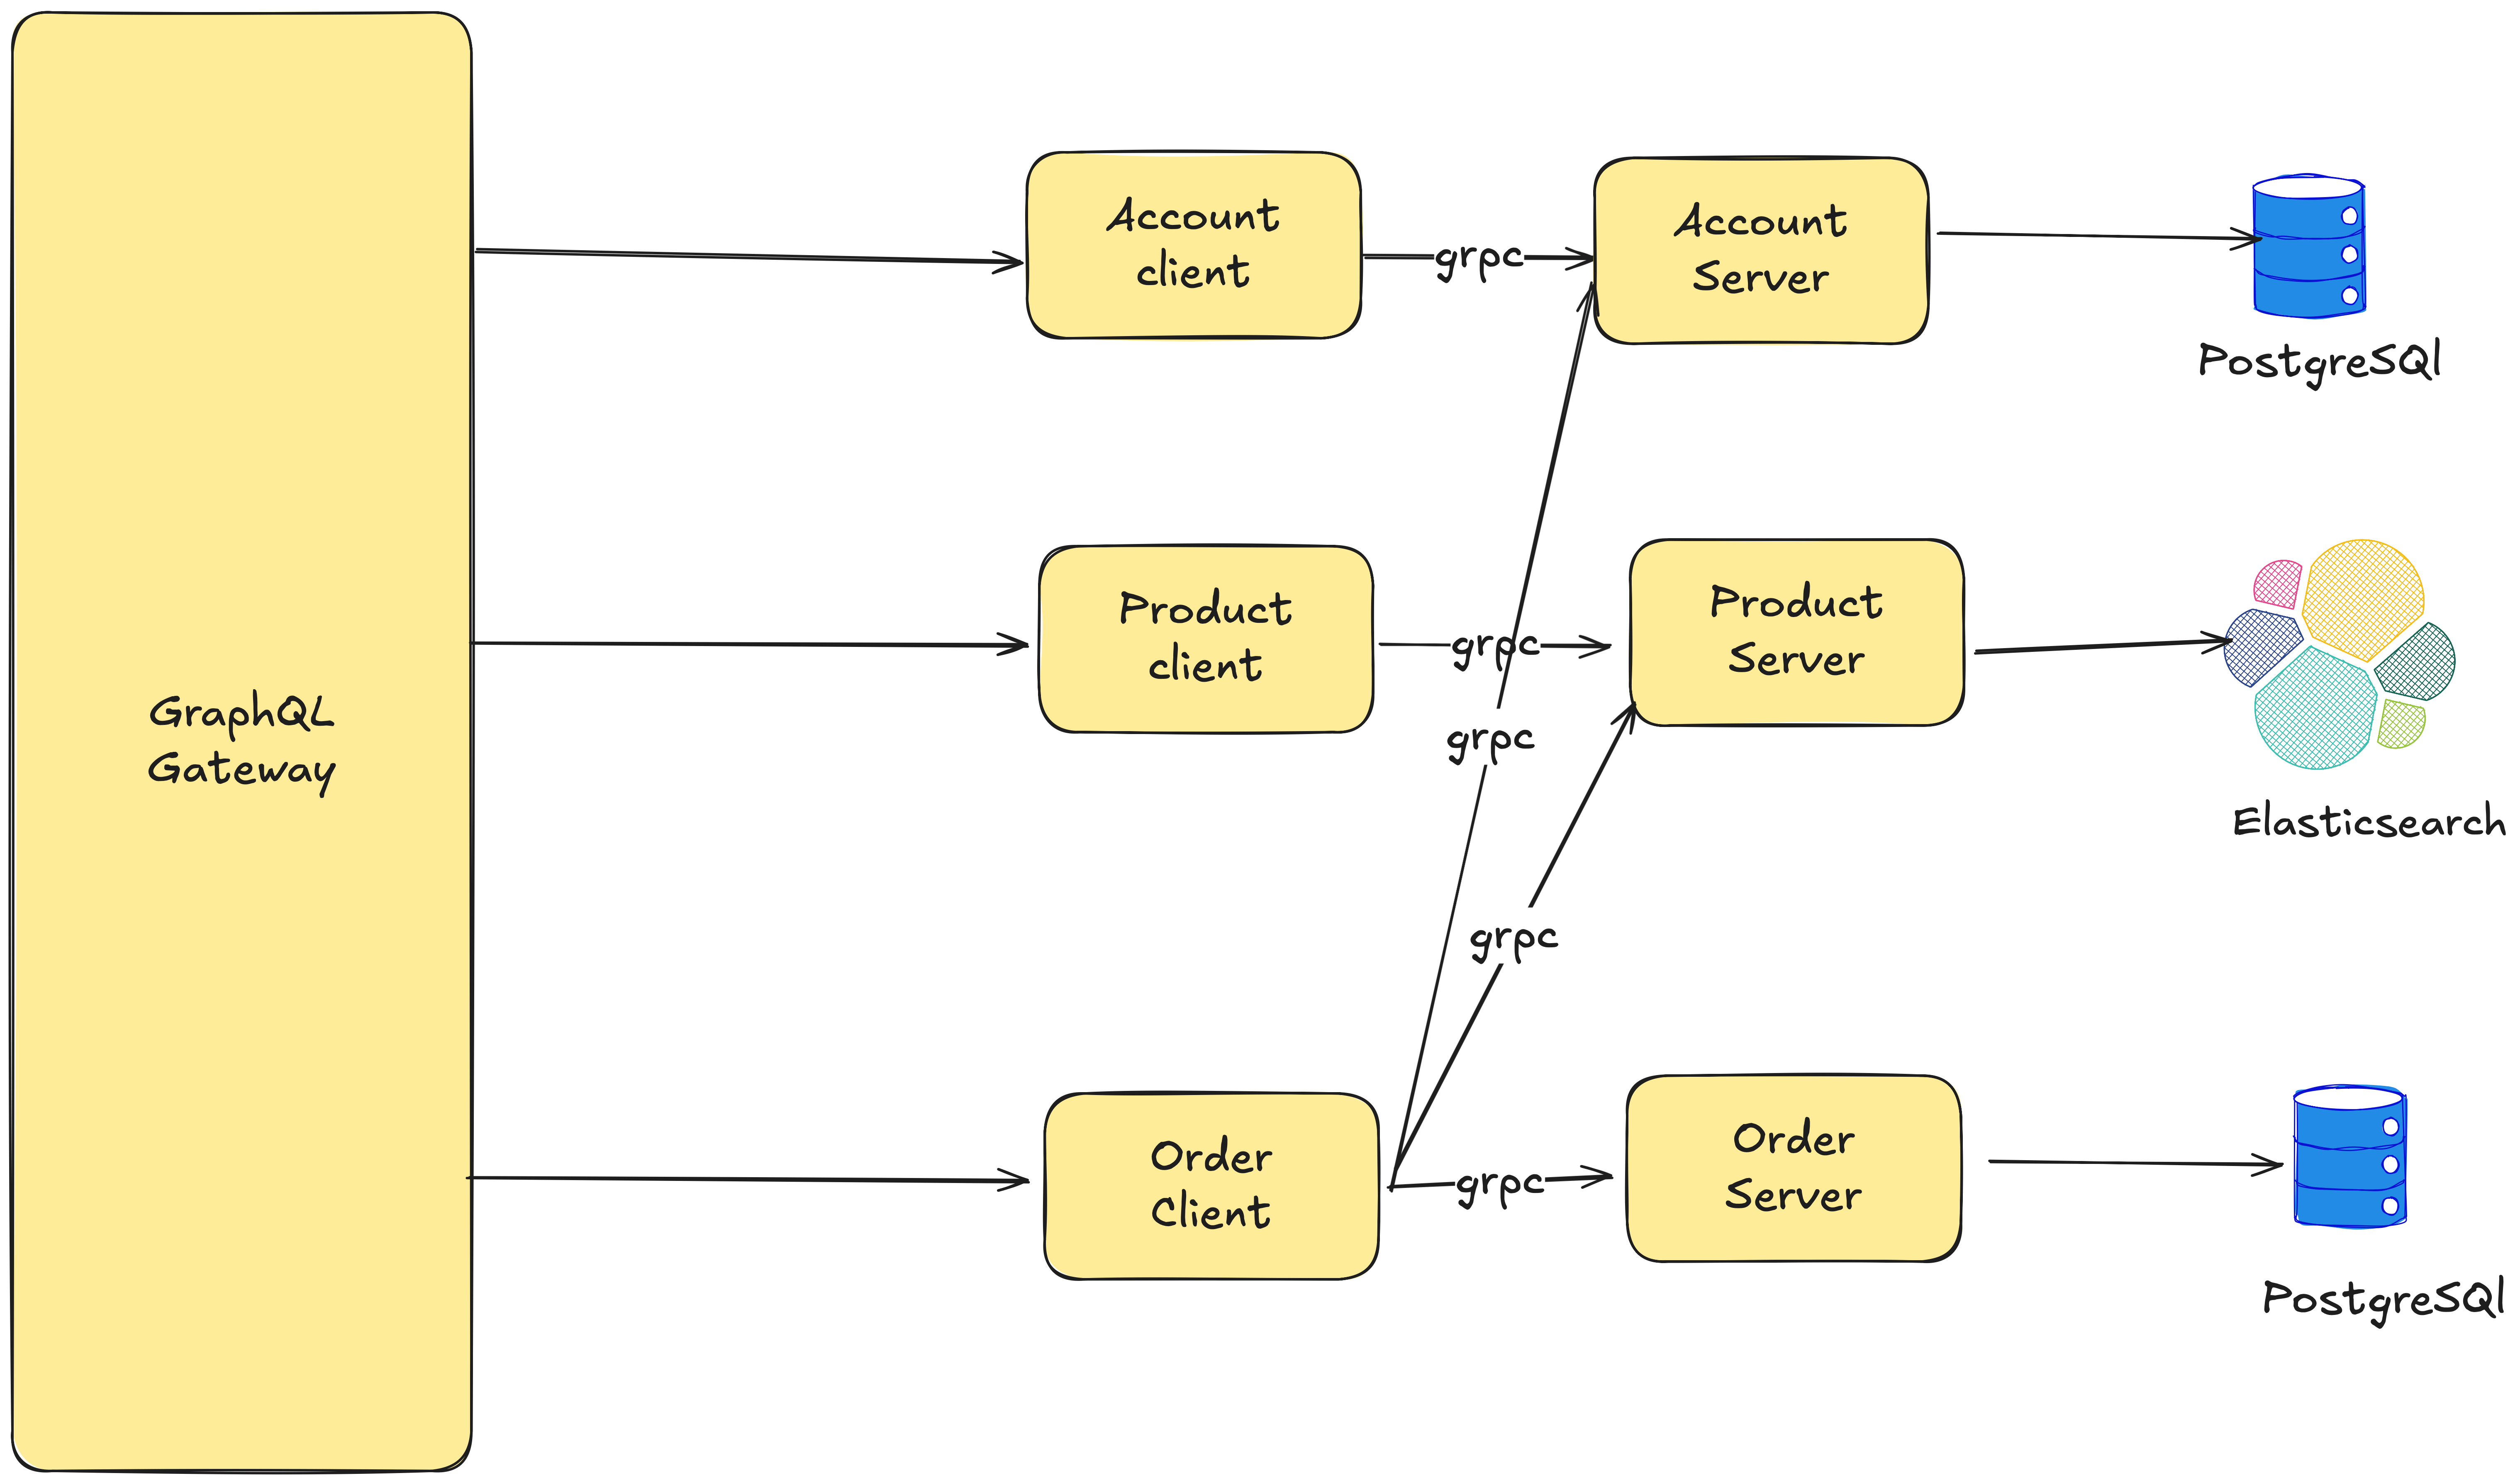 GraphQL
Gateway
Account
client
grpc
Account
Server
PostgreSQl
Product
client
grpc
Product
Server
Elasticsearch
grpc
grpc
Order
Client
grpc
Order
Server
PostgreSQl